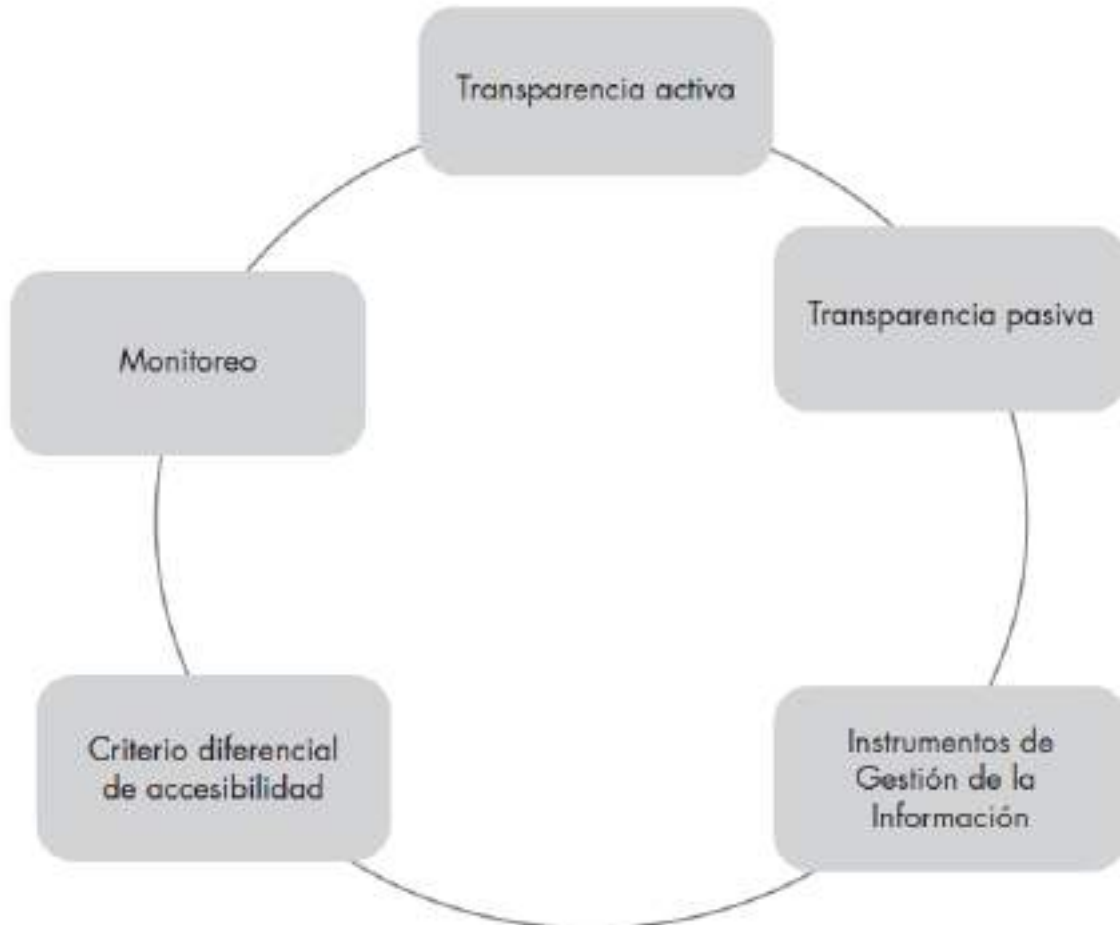 Transparencia activa
Transparencia pasiva
Monitoreo
Criterio diferencial
de accesibilidad
Instrumentos de
Gestión de la
Información